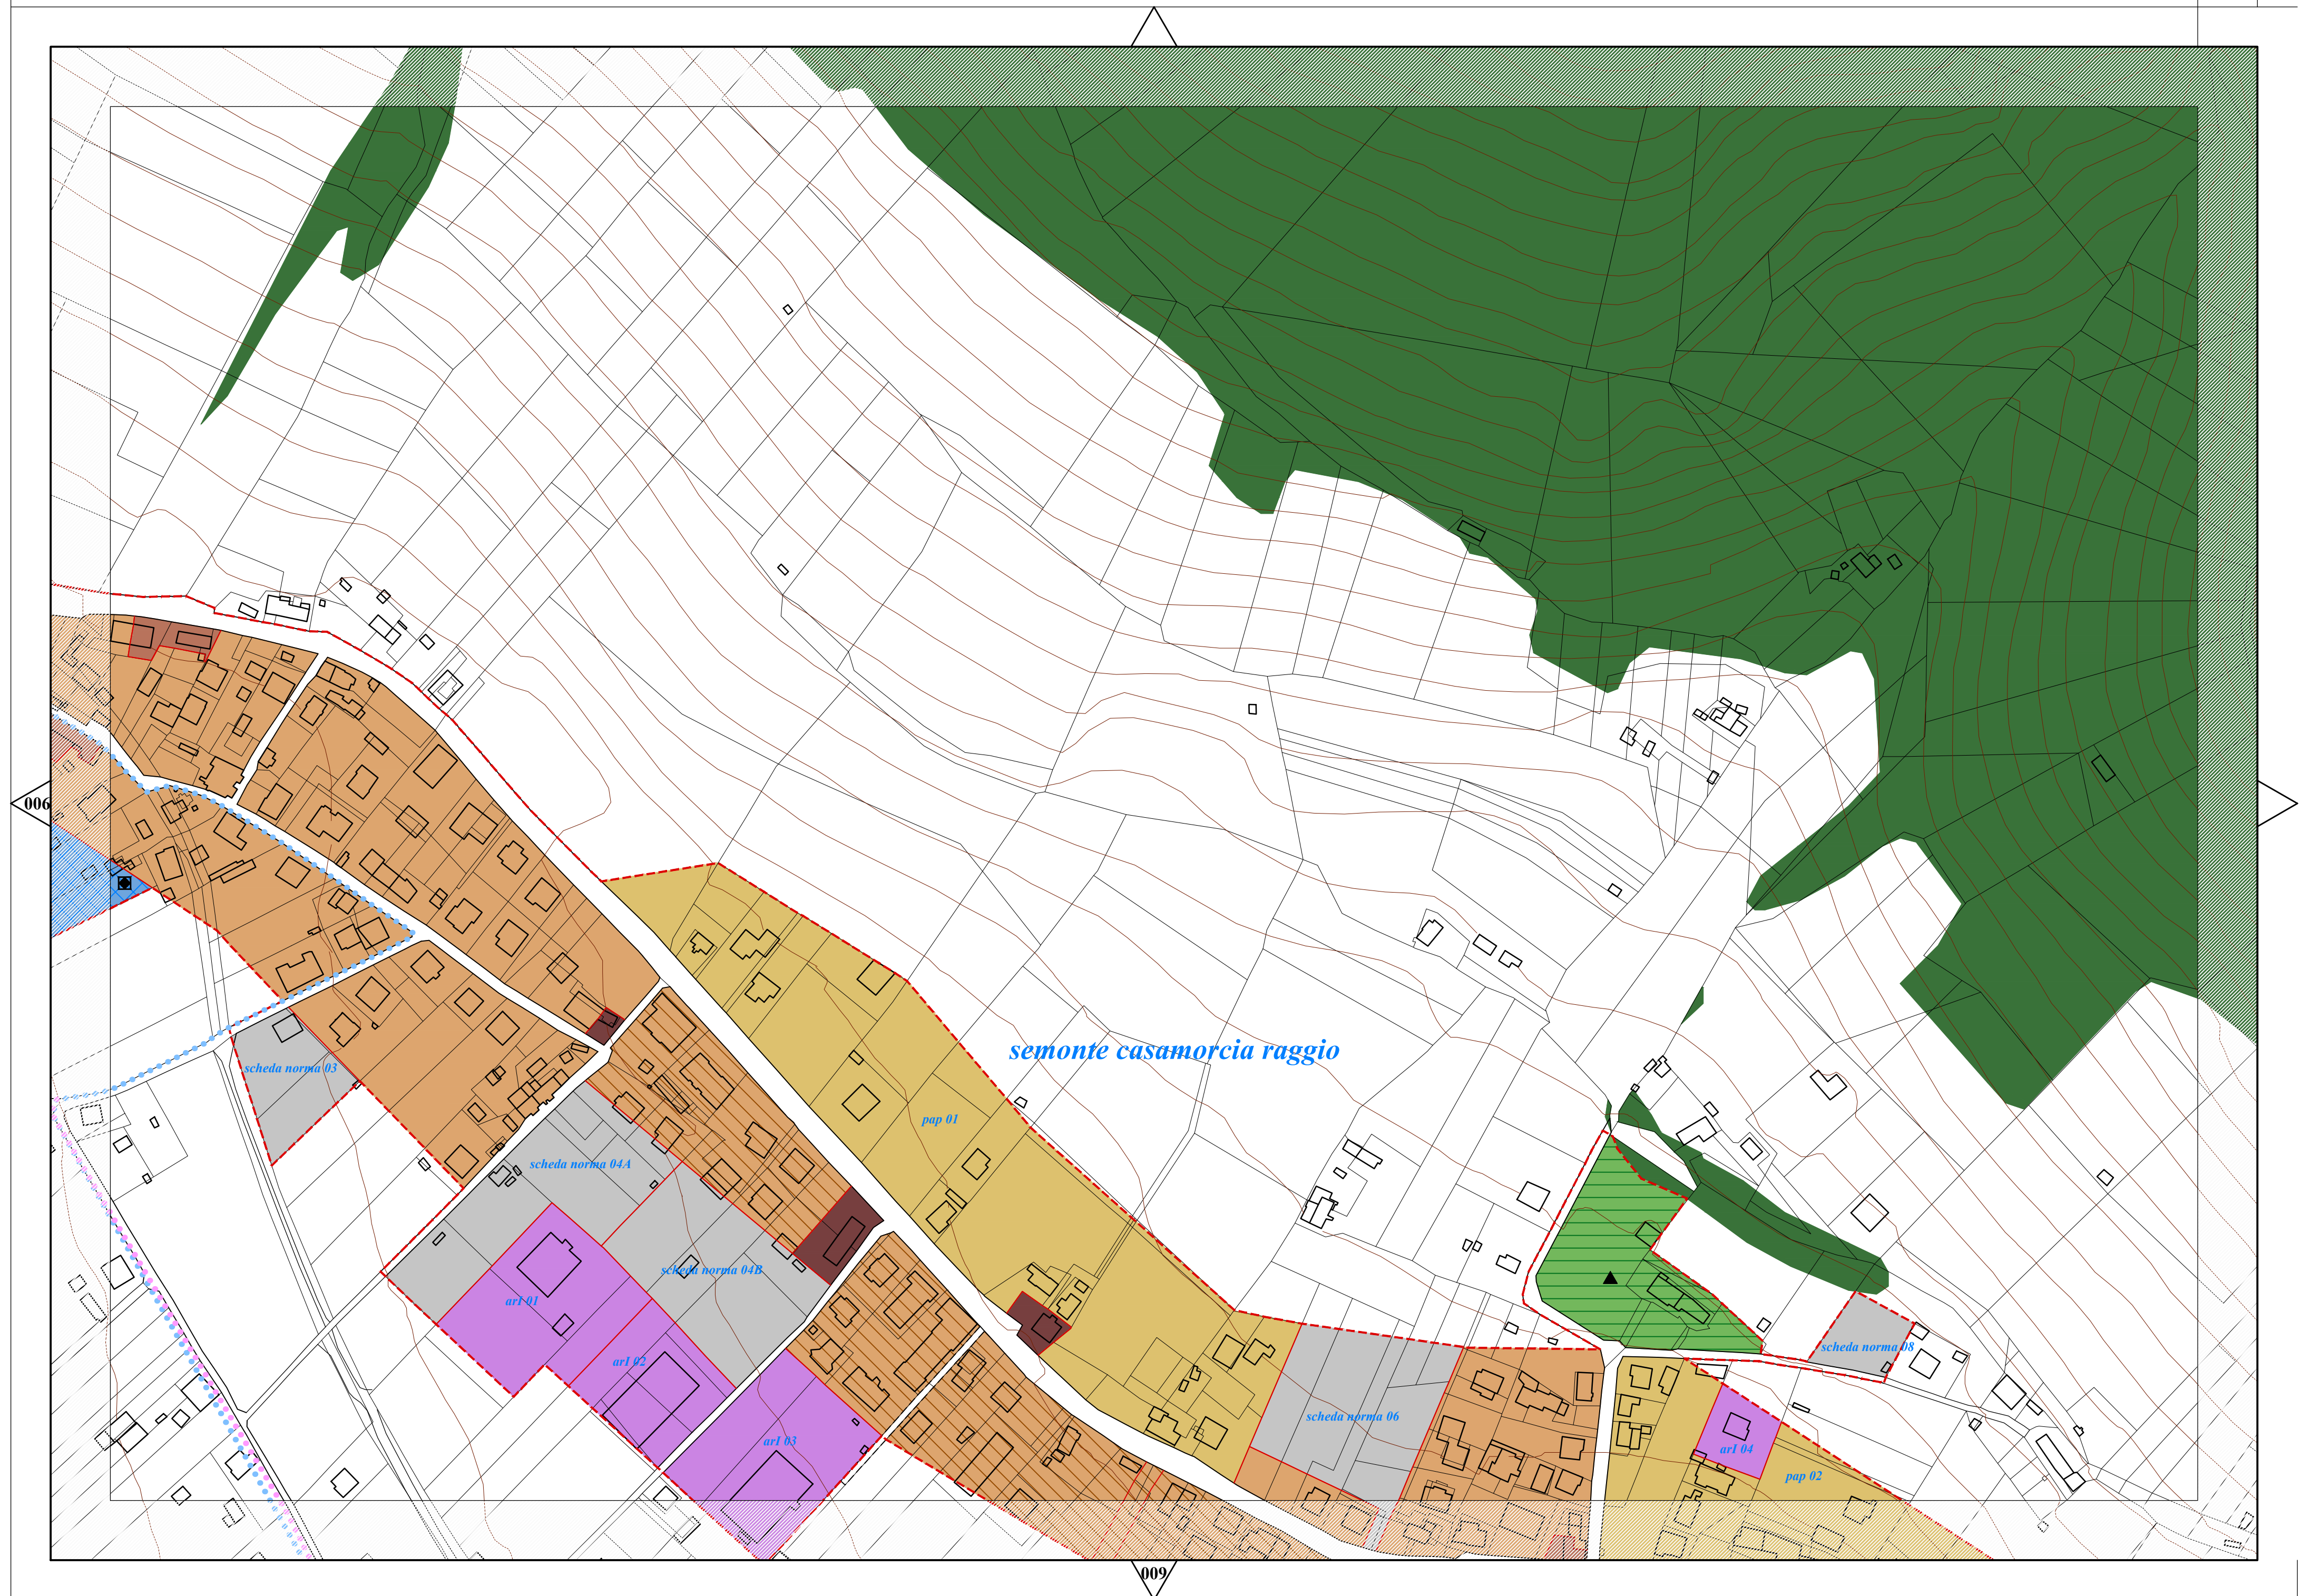 006
semonte casamorcia raggio
scheda norma 03
pap 01
scheda norma 04A
scheda norma 04B
arI 01
scheda norma 08
arI 02
scheda norma 06
arI 03
arI 04
pap 02
009